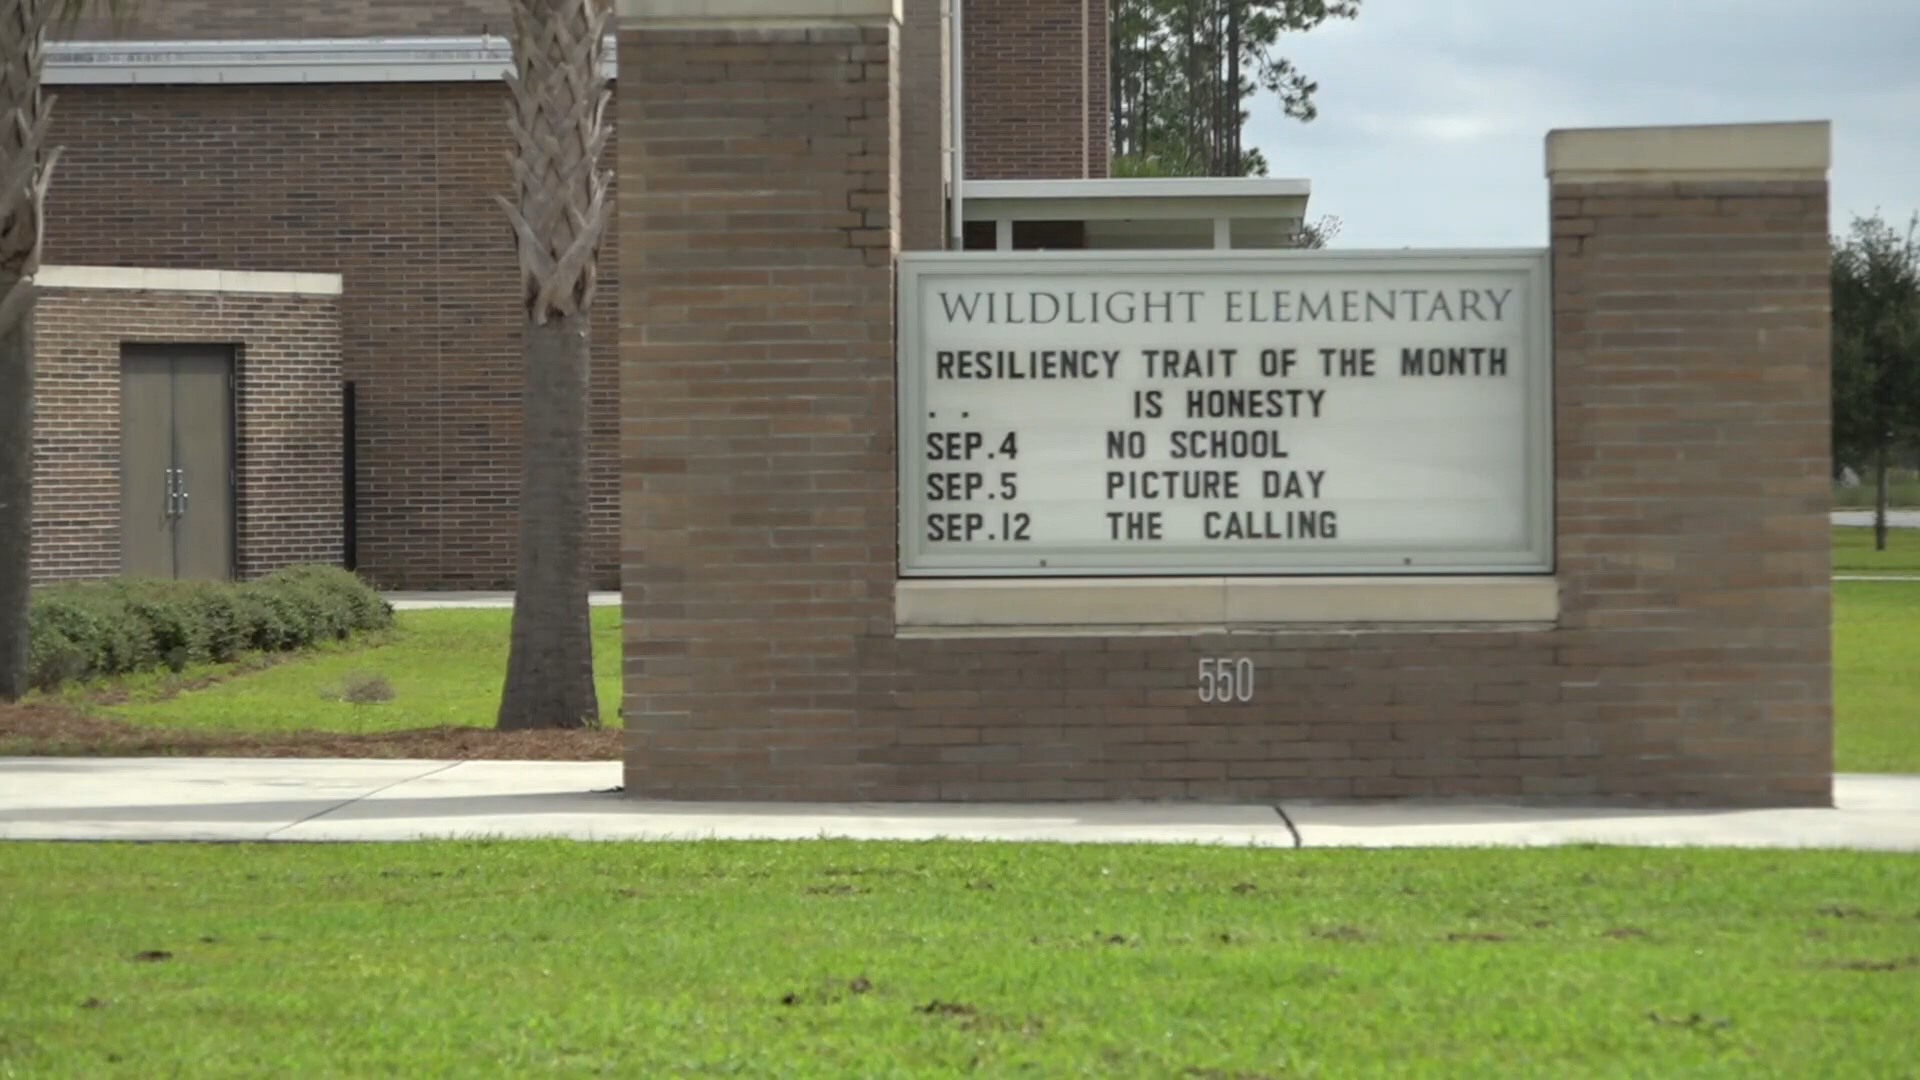 WILDLIGHT ELEMENTARY
RESILIENCY TRAIT OF THE MONTH
. . IS HONESTY
SEP.4 NO SCHOOL
SEP.5 PICTURE DAY
SEP.12 THE CALLING
550